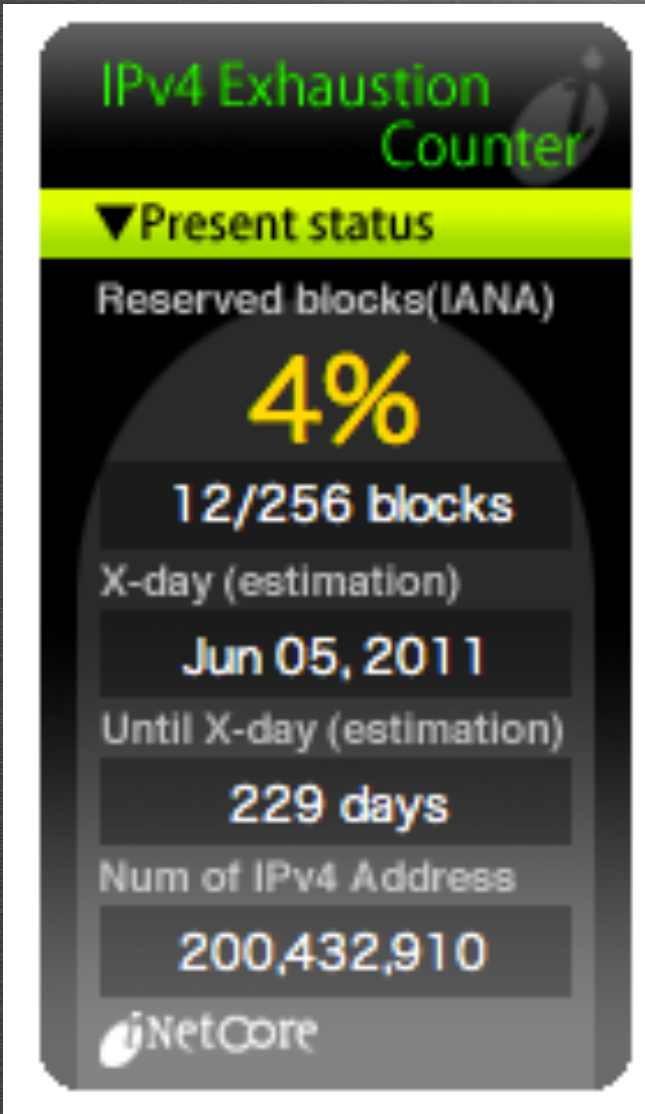 IPv4 Exhaustion
Counter
▼Present status
Reserved blocks(IANA)
4%
12/256 blocks
X-day (estimation)
Jun 05, 2011
Until X-day (estimation)
229 days
Num of IPv4 Address
200,432,910
iNetCore